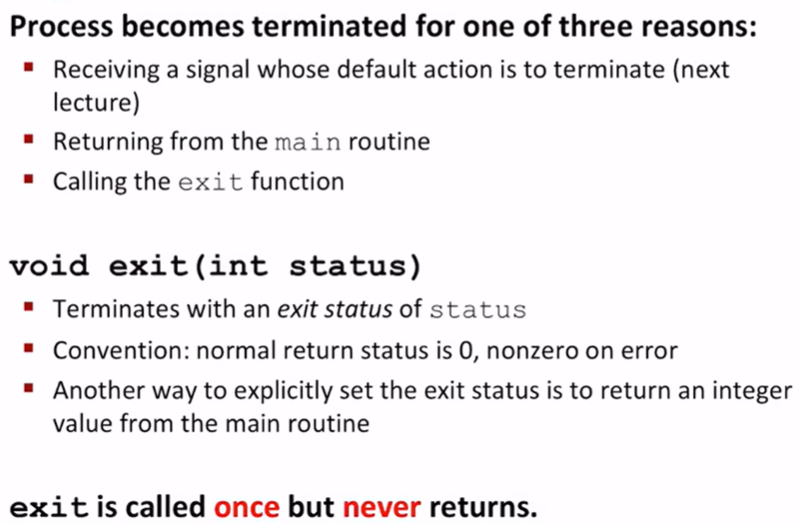 Process becomes terminated for one of three reasons:
▪ Receiving a signal whose default action is to terminate (next
lecture)
▪ Returning from the main routine
▪ Calling the exit function
void exit(int status)
▪ Terminates with an exit status of status
▪ Convention: normal return status is 0, nonzero on error
▪ Another way to explicitly set the exit status is to return an integer
value from the main routine
exit is called once but never returns.